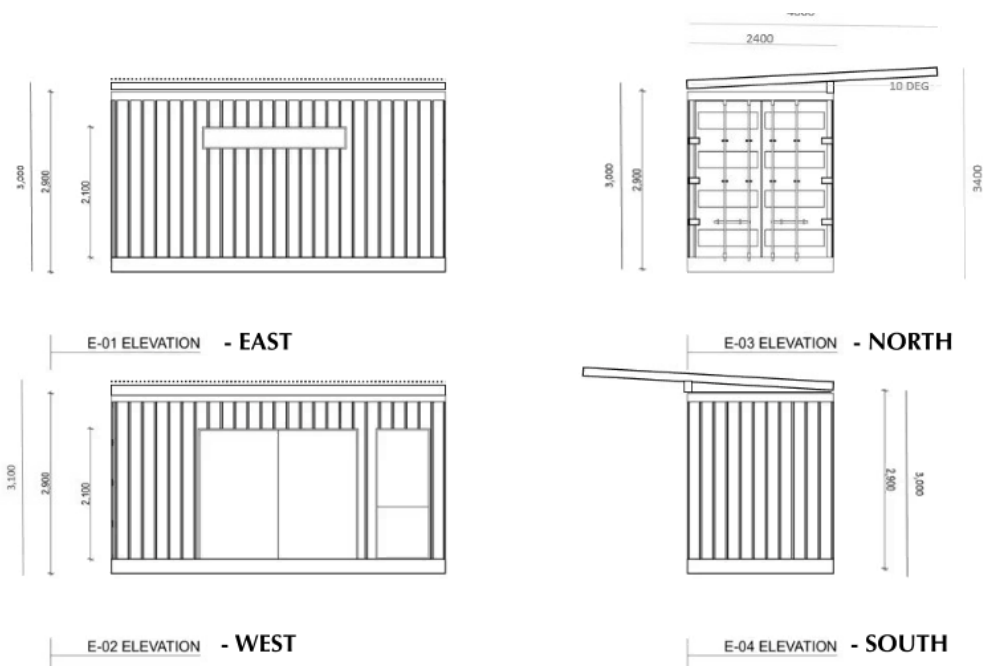 2400
10 DEG
3,000
2,900
2,100
3,000
2,900
3400
E-01 ELEVATION - EAST
E-03 ELEVATION - NORTH
3,100
2,900
2,100
2,900
3,000
E-02 ELEVATION - WEST
E-04 ELEVATION - SOUTH